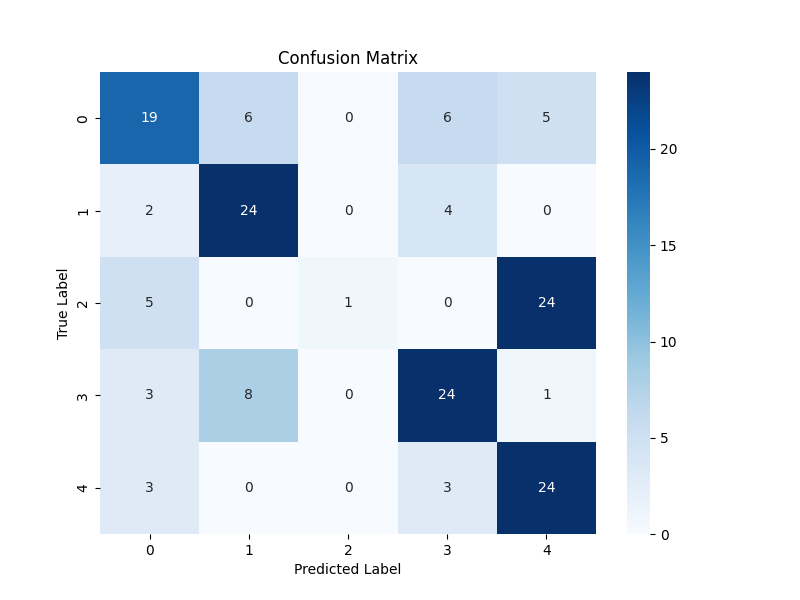 Confusion Matrix
0 19 6 0 6 5
1 2 24 0 4 0
2 5 0 1 0 24
3 3 8 0 24 1
4 3 0 0 3 24
0 1 2 3 4
True Label
Predicted Label
20
15
10
5
0